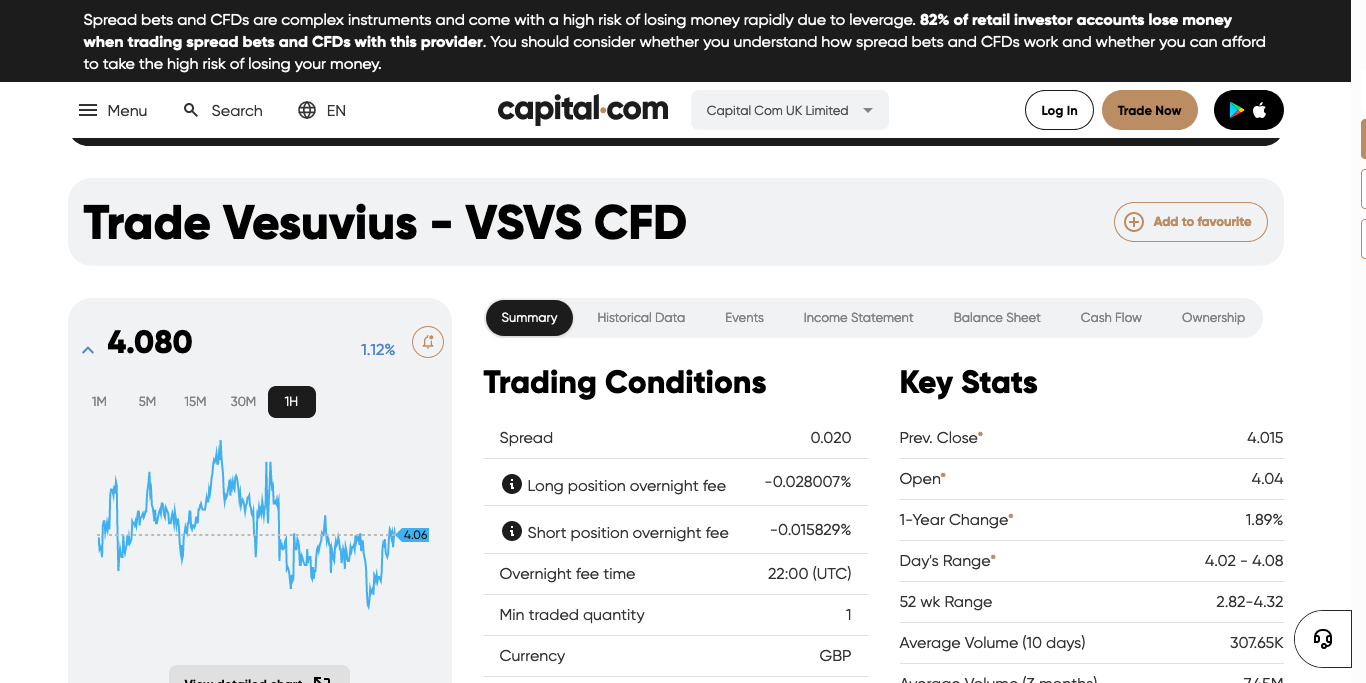 Spread bets and CFDs are complex instruments and come with a high risk of losing money rapidly due to leverage. 82% of retail investor accounts lose money
when trading spread bets and CFDs with this provider. You should consider whether you understand how spread bets and CFDs work and whether you can afford
to take the high risk of losing your money.
Menu
Search
EN
capital.com
Capital Com UK Limited
Log In
Trade Now
Trade Vesuvius - VSVS CFD
Add to favourite
4.080
1.12%
1M
5M
15M
30M
1H
4.06
View detailed chart
Summary
Historical Data
Events
Income Statement
Balance Sheet
Cash Flow
Ownership
Trading Conditions
Spread 0.020
Long position overnight fee -0.028007%
Short position overnight fee -0.015829%
Overnight fee time 22:00 (UTC)
Min traded quantity 1
Currency GBP
Key Stats
Prev. Close* 4.015
Open* 4.04
1-Year Change* 1.89%
Day's Range* 4.02 - 4.08
52 wk Range 2.82-4.32
Average Volume (10 days) 307.65K
Average Volume (3 months) 7.45M